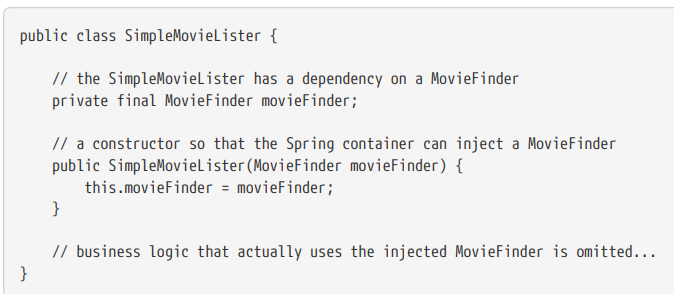 public class SimpleMovieLister {
// the SimpleMovieLister has a dependency on a MovieFinder
private final MovieFinder movieFinder;
// a constructor so that the Spring container can inject a MovieFinder
public SimpleMovieLister(MovieFinder movieFinder) {
this.movieFinder = movieFinder;
}
// business logic that actually uses the injected MovieFinder is omitted...
}